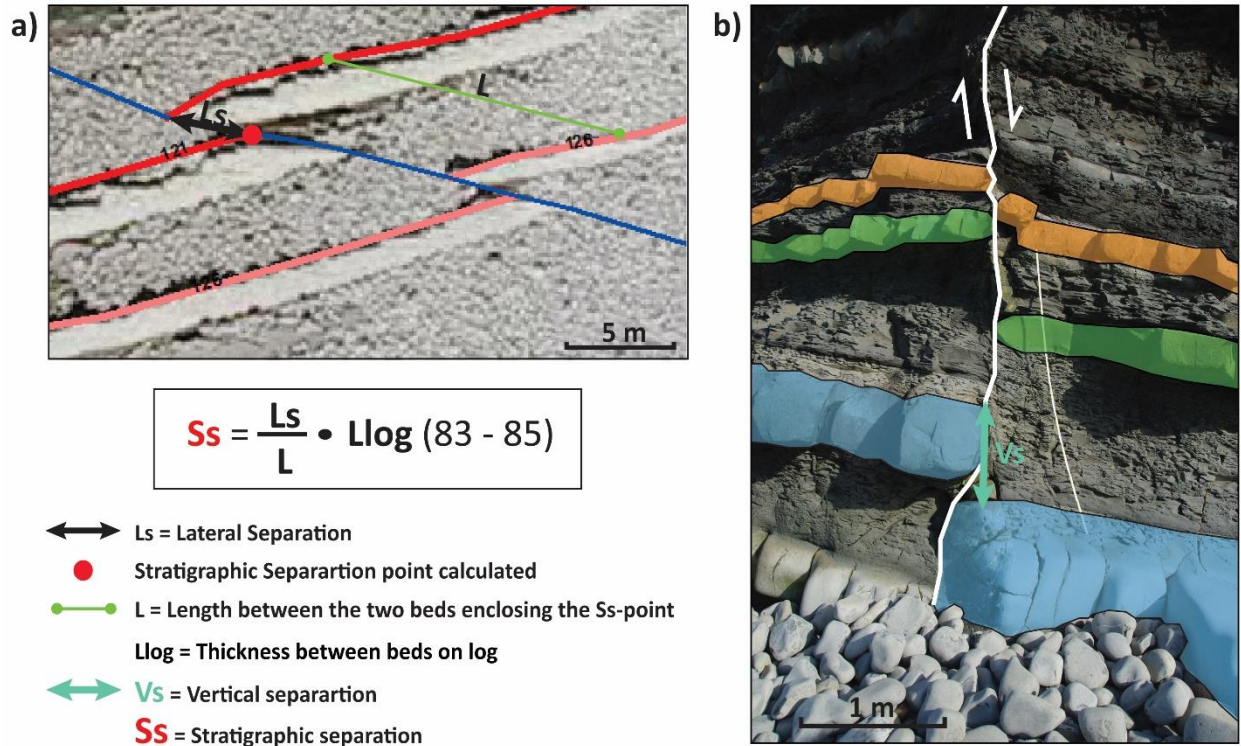 a)
Ls
L
121
126
126
5 m
Ss = Ls/L • Llog (83 - 85)
Ls = Lateral Separation
Stratigraphic Separartion point calculated
L = Length between the two beds enclosing the Ss-point
Llog = Thickness between beds on log
Vs = Vertical separartion
Ss = Stratigraphic separation
b)
Vs
1 m